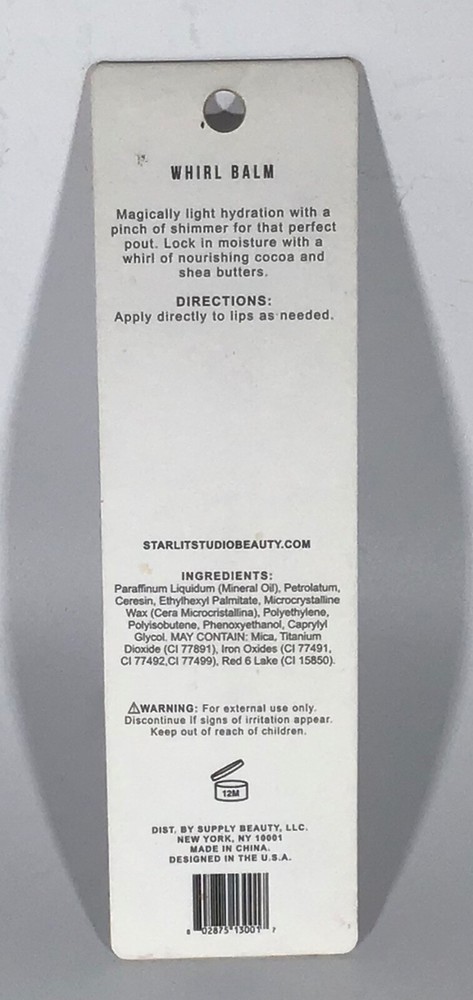 WHIRL BALM
Magically light hydration with a
pinch of shimmer for that perfect
pout. Lock in moisture with a
whirl of nourishing cocoa and
shea butters.
DIRECTIONS:
Apply directly to lips as needed.
STARLITSTUDIOBEAUTY.COM
INGREDIENTS:
Paraffinum Liquidum (Mineral Oil), Petrolatum,
Ceresin, Ethylhexyl Palmitate, Microcrystalline
Wax (Cera Microcristallina), Polyethylene,
Polyisobutene, Phenoxyethanol, Caprylyl
Glycol. MAY CONTAIN: Mica, Titanium
Dioxide (CI 77891), Iron Oxides (CI 77491,
CI 77492,CI 77499), Red 6 Lake (CI 15850).
⚠WARNING: For external use only.
Discontinue if signs of irritation appear.
Keep out of reach of children.
12M
DIST. BY SUPPLY BEAUTY, LLC.
NEW YORK, NY 10001
MADE IN CHINA.
DESIGNED IN THE U.S.A.
8 02875 13001 7